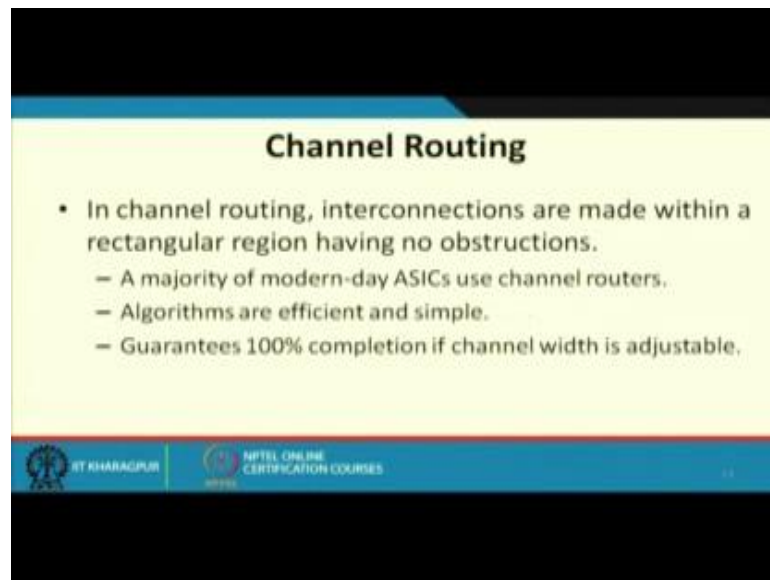 Channel Routing
• In channel routing, interconnections are made within a
rectangular region having no obstructions.
– A majority of modern-day ASICs use channel routers.
– Algorithms are efficient and simple.
– Guarantees 100% completion if channel width is adjustable.
IIT KHARAGPUR
NPTEL ONLINE
CERTIFICATION COURSES
NPTEL